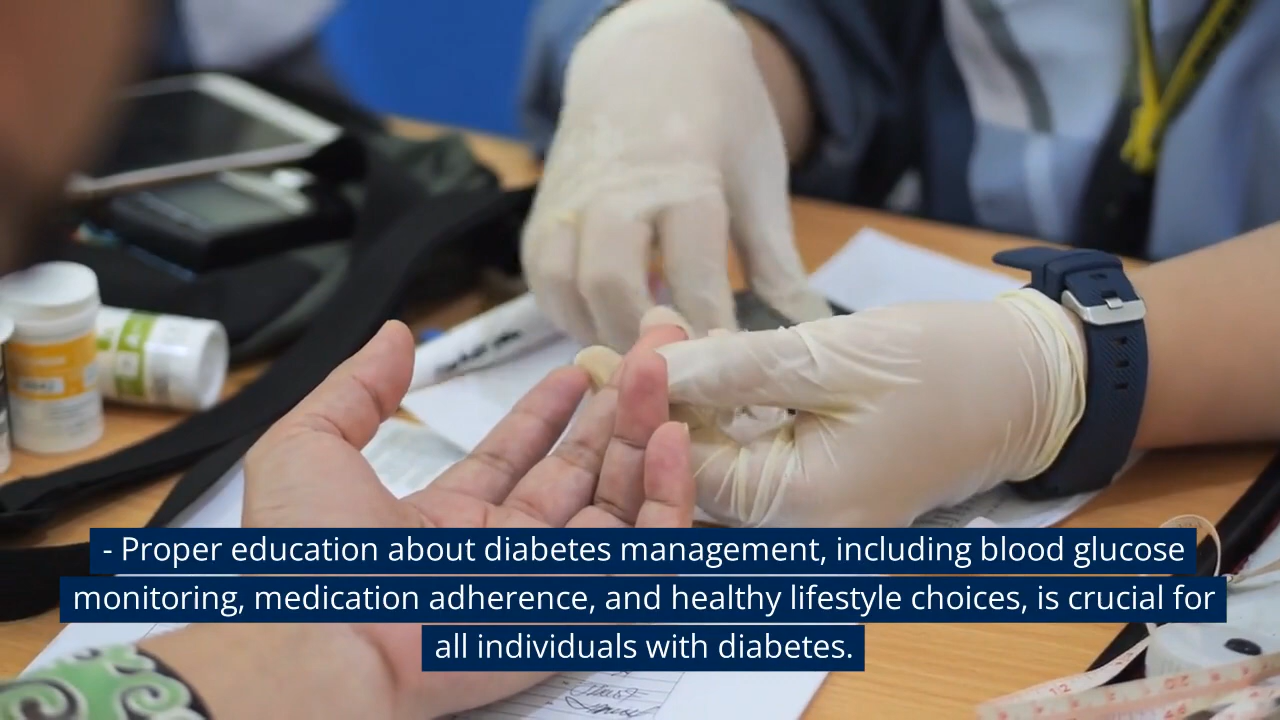 - Proper education about diabetes management, including blood glucose
monitoring, medication adherence, and healthy lifestyle choices, is crucial for
all individuals with diabetes.